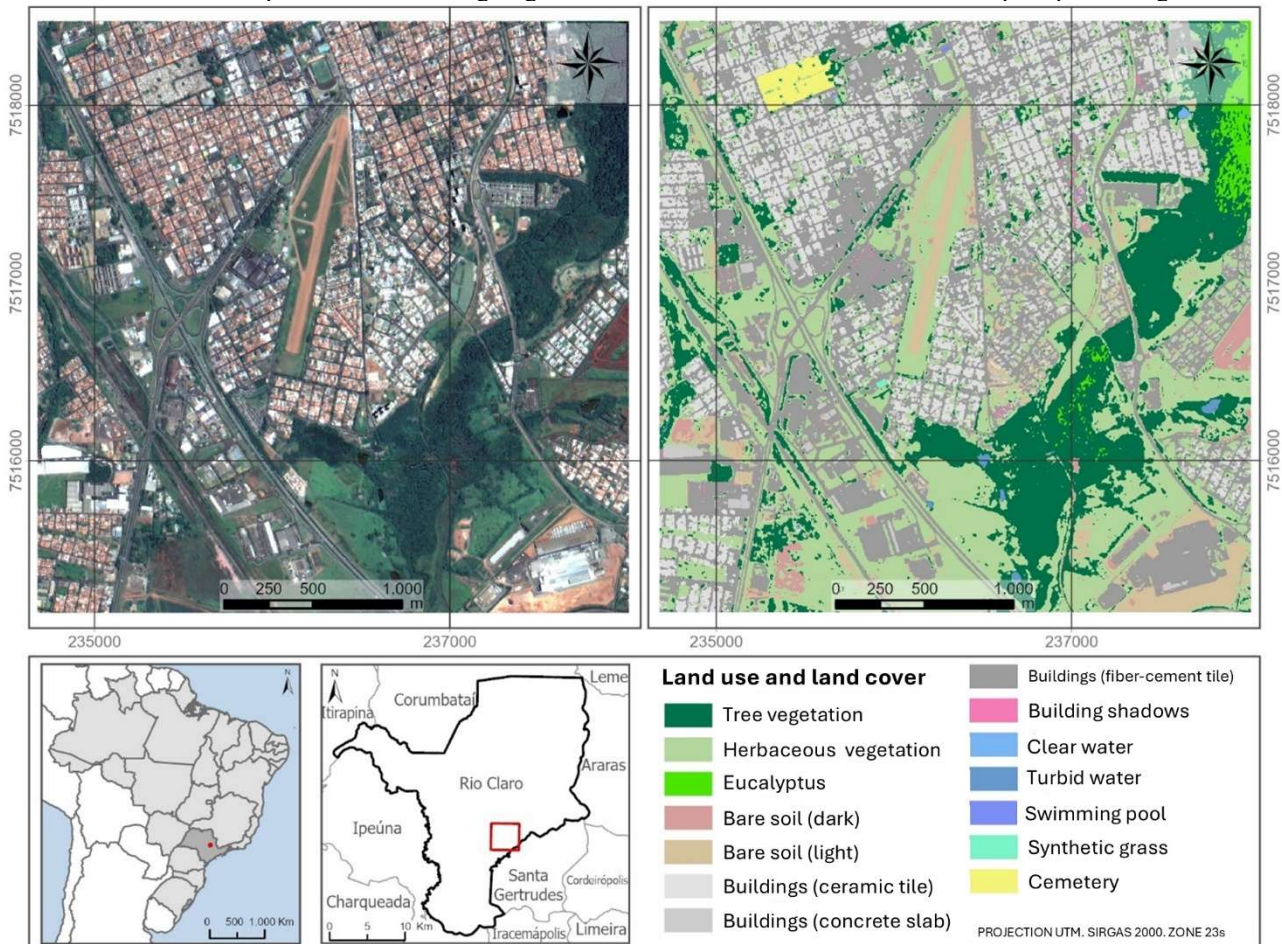 7518000
7517000
7516000
0 250 500 1.000
m
235000
237000
7518000
7517000
7516000
0 250 500 1.000
m
235000
237000
N
0 500 1.000 Km
N
Leme
Corumbataí
Itirapina
Araras
Rio Claro
Ipeúna
Santa
Gertrudes
Cordeirópolis
Charqueada
0 5 10 Km
Iracemápolis
Limeira
Land use and land cover
Tree vegetation
Herbaceous vegetation
Eucalyptus
Bare soil (dark)
Bare soil (light)
Buildings (ceramic tile)
Buildings (concrete slab)
Buildings (fiber-cement tile)
Building shadows
Clear water
Turbid water
Swimming pool
Synthetic grass
Cemetery
PROJECTION UTM. SIRGAS 2000. ZONE 23s